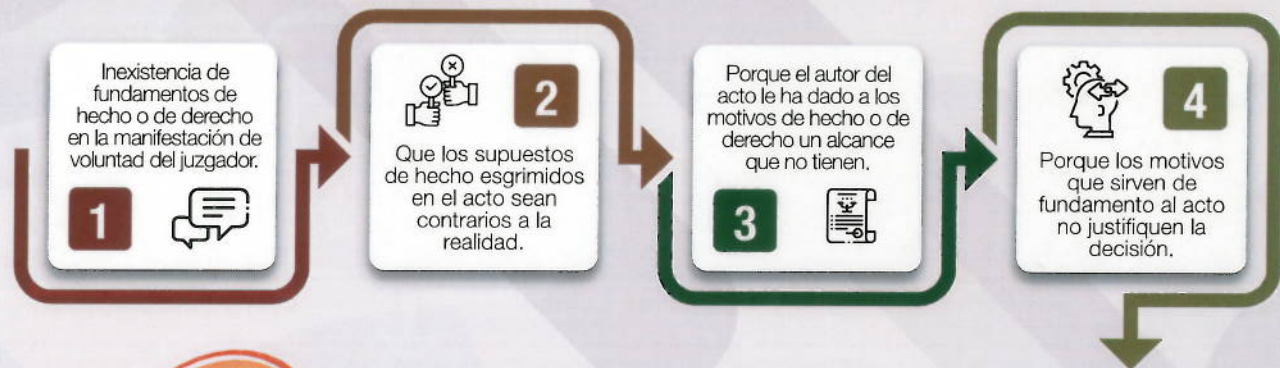 Inexistencia de
fundamentos de
hecho o de derecho
en la manifestación de
voluntad del juzgador.
1
2
Que los supuestos
de hecho esgrimidos
en el acto sean
contrarios a la
realidad.
Porque el autor del
acto le ha dado a los
motivos de hecho o de
derecho un alcance
que no tienen.
3
4
Porque los motivos
que sirven de
fundamento al acto
no justifiquen la
decisión.